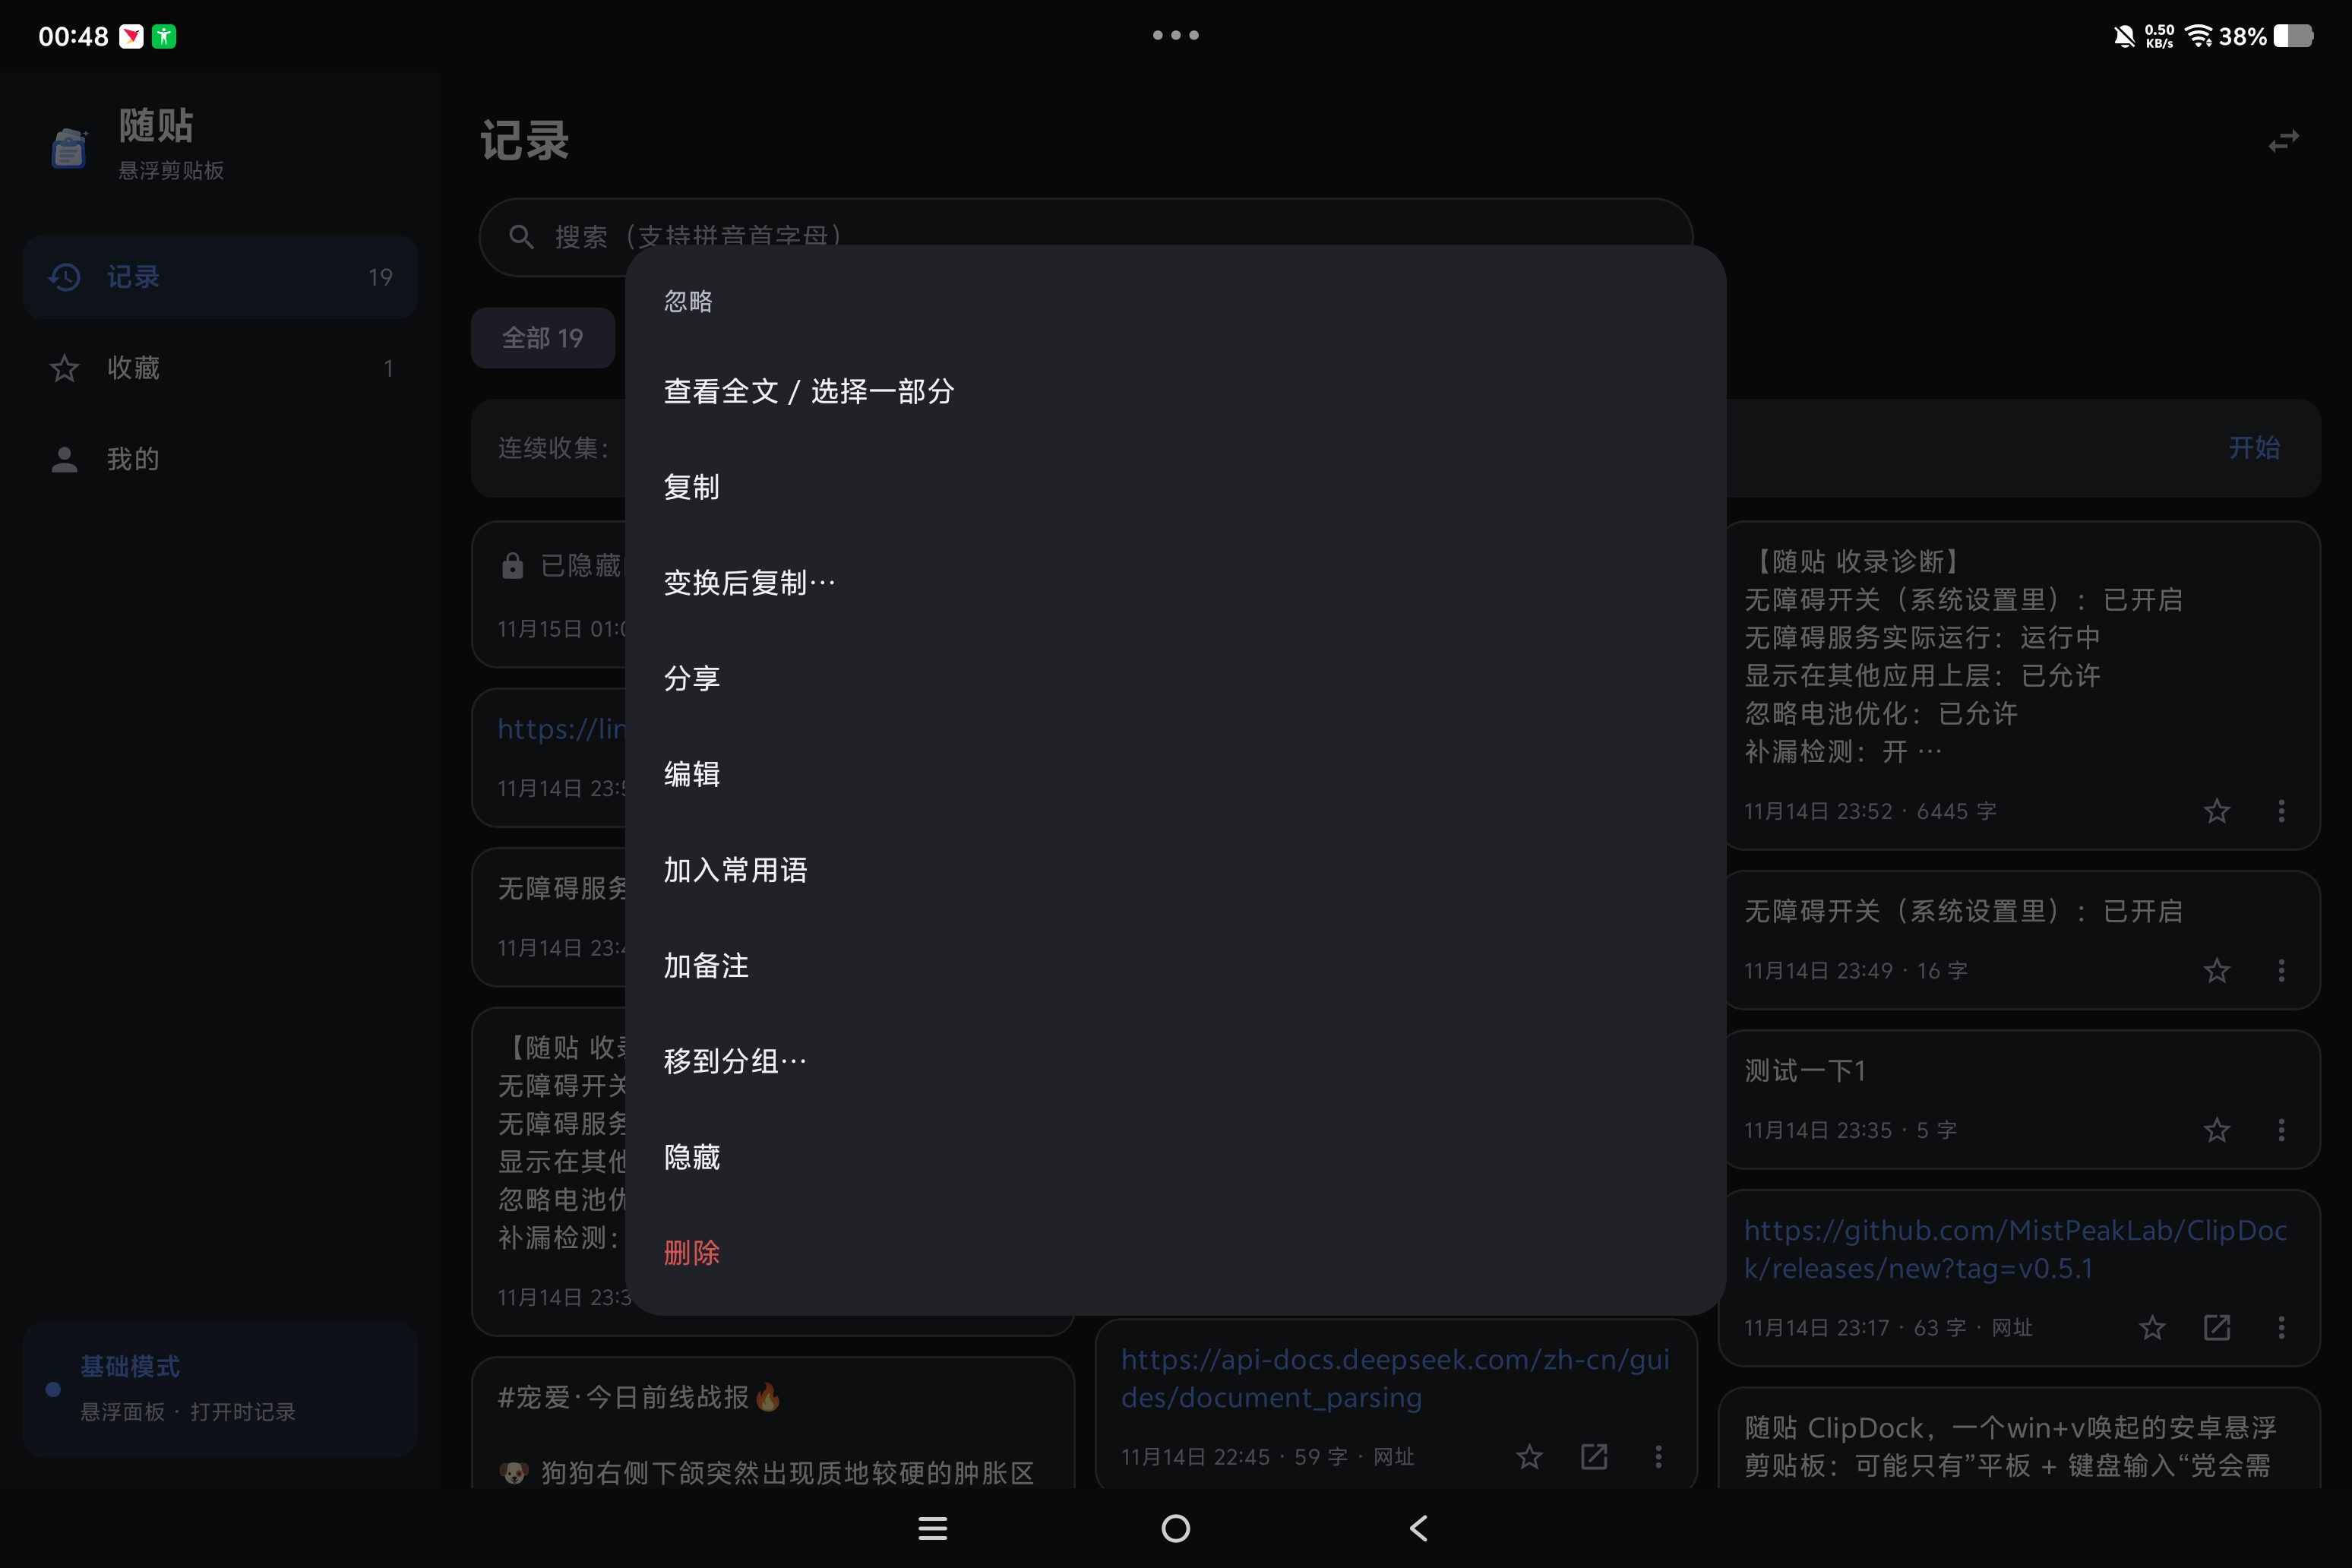 00:48
0.50 KB/s
38%
随贴
悬浮剪贴板
记录 19
收藏 1
我的
基础模式
悬浮面板 · 打开时记录
记录
搜索（支持拼音首字母）
全部 19
连续收集：
开始
已隐藏
11月15日 01:0
https://lin
11月14日 23:5
无障碍服务
11月14日 23:4
【随贴 收录
无障碍开关
无障碍服务
显示在其他
忽略电池优
补漏检测：
11月14日 23:3
#宠爱·今日前线战报🔥
🐶 狗狗右侧下颌突然出现质地较硬的肿胀区
忽略
查看全文 / 选择一部分
复制
变换后复制…
分享
编辑
加入常用语
加备注
移到分组…
隐藏
删除
https://api-docs.deepseek.com/zh-cn/gui
des/document_parsing
11月14日 22:45 · 59 字 · 网址
【随贴 收录诊断】
无障碍开关（系统设置里）：已开启
无障碍服务实际运行：运行中
显示在其他应用上层：已允许
忽略电池优化：已允许
补漏检测：开 …
11月14日 23:52 · 6445 字
无障碍开关（系统设置里）：已开启
11月14日 23:49 · 16 字
测试一下1
11月14日 23:35 · 5 字
https://github.com/MistPeakLab/ClipDoc
k/releases/new?tag=v0.5.1
11月14日 23:17 · 63 字 · 网址
随贴 ClipDock，一个win+v唤起的安卓悬浮
剪贴板：可能只有”平板 + 键盘输入“党会需